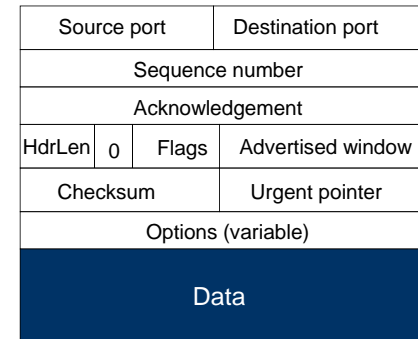 Source port Destination port
Sequence number
Acknowledgement
HdrLen 0 Flags Advertised window
Checksum Urgent pointer
Options (variable)
Data